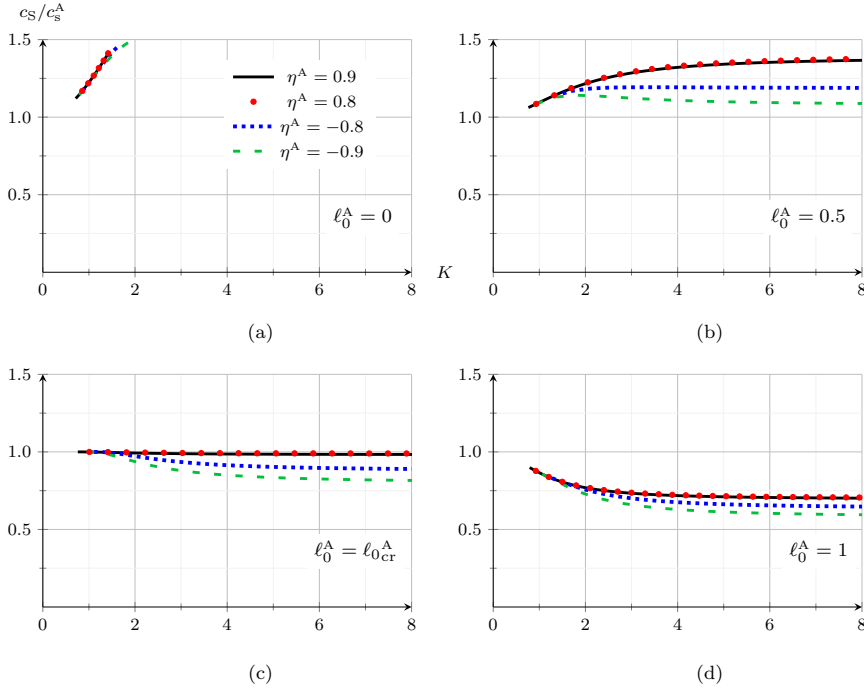 c_S/c_s^A
1.5
1.0
0.5
0 2 4 6 8
η^A = 0.9
η^A = 0.8
η^A = −0.8
η^A = −0.9
ℓ_0^A = 0
K
(a)
1.5
1.0
0.5
0 2 4 6 8
ℓ_0^A = 0.5
(b)
1.5
1.0
0.5
0 2 4 6 8
ℓ_0^A = ℓ_0cr^A
(c)
1.5
1.0
0.5
0 2 4 6 8
ℓ_0^A = 1
(d)